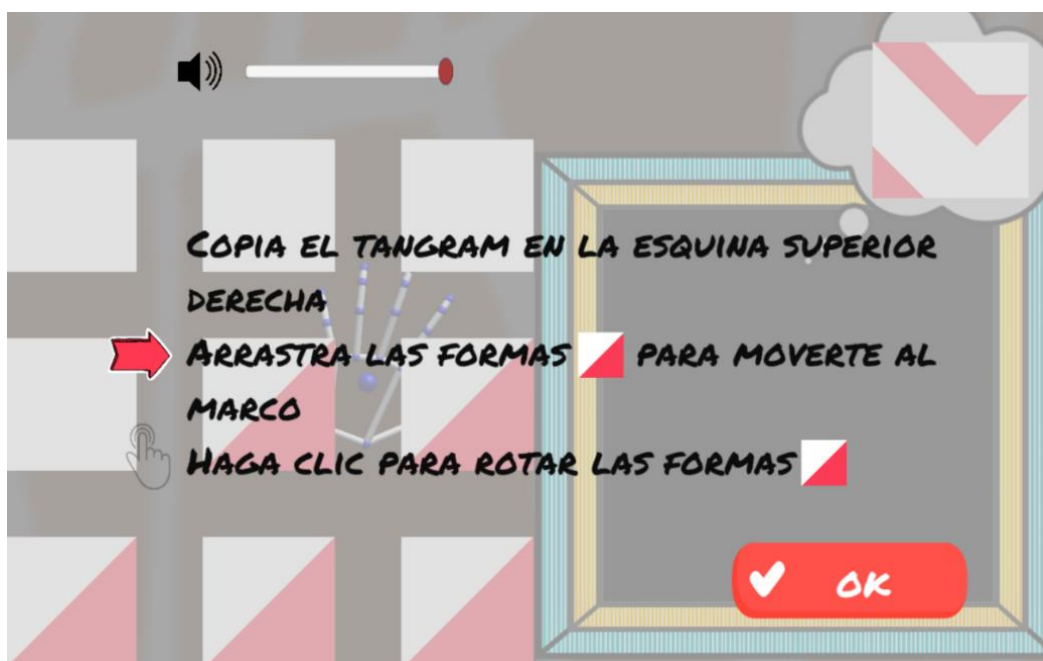 COPIA EL TANGRAM EN LA ESQUINA SUPERIOR
DERECHA
ARRASTRA LAS FORMAS PARA MOVERTE AL
MARCO
HAGA CLIC PARA ROTAR LAS FORMAS
OK